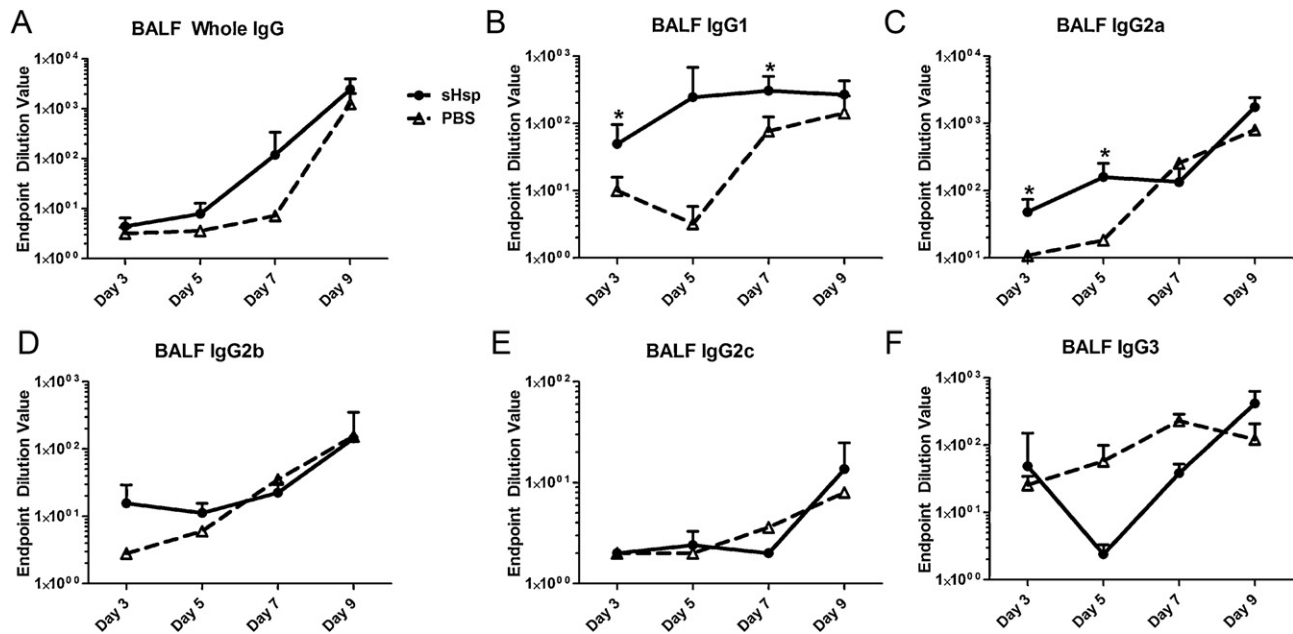 A
BALF Whole IgG
Endpoint Dilution Value
1×10⁰⁴
1×10⁰³
1×10⁰²
1×10⁰¹
1×10⁰⁰
Day 3
Day 5
Day 7
Day 9
sHsp
PBS
B
BALF IgG1
Endpoint Dilution Value
1×10⁰³
1×10⁰²
1×10⁰¹
1×10⁰⁰
*
*
Day 3
Day 5
Day 7
Day 9
C
BALF IgG2a
Endpoint Dilution Value
1×10⁰⁴
1×10⁰³
1×10⁰²
1×10⁰¹
*
*
Day 3
Day 5
Day 7
Day 9
D
BALF IgG2b
Endpoint Dilution Value
1×10⁰³
1×10⁰²
1×10⁰¹
1×10⁰⁰
Day 3
Day 5
Day 7
Day 9
E
BALF IgG2c
Endpoint Dilution Value
1×10⁰²
1×10⁰¹
1×10⁰⁰
Day 3
Day 5
Day 7
Day 9
F
BALF IgG3
Endpoint Dilution Value
1×10⁰³
1×10⁰²
1×10⁰¹
1×10⁰⁰
Day 3
Day 5
Day 7
Day 9